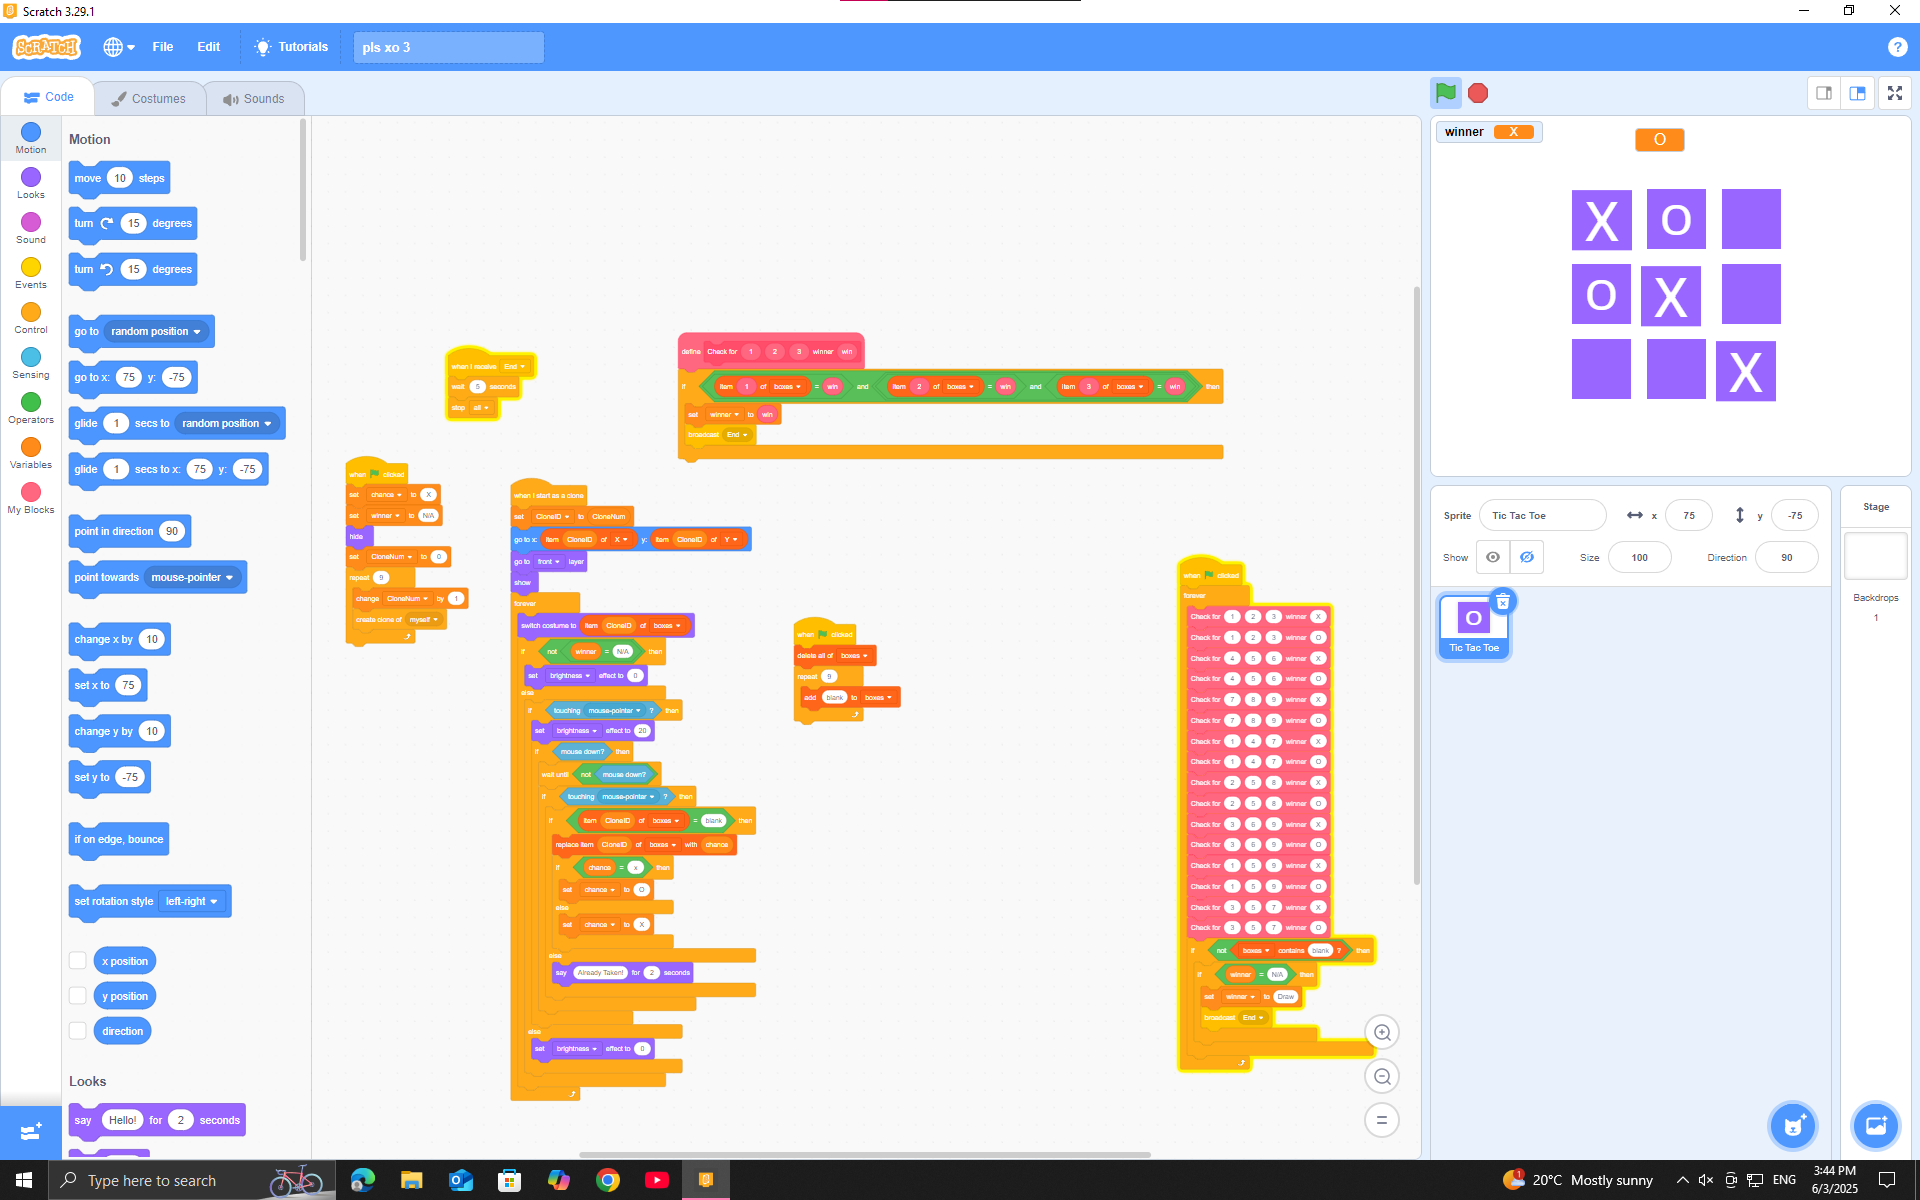 Scratch 3.29.1
SCRATCH
File
Edit
Tutorials
pls xo 3
Code
Costumes
Sounds
Motion
Looks
Sound
Events
Control
Sensing
Operators
Variables
My Blocks
Motion
move 10 steps
turn 15 degrees
turn 15 degrees
go to random position
go to x: 75 y: -75
glide 1 secs to random position
glide 1 secs to x: 75 y: -75
point in direction 90
point towards mouse-pointer
change x by 10
set x to 75
change y by 10
set y to -75
if on edge, bounce
set rotation style left-right
x position
y position
direction
Looks
say Hello! for 2 seconds
when I receive End
wait 5 seconds
stop all
define Check for 1 2 3 winner win
if item 1 of boxes = win and item 2 of boxes = win and item 3 of boxes = win then
set winner to win
broadcast End
when clicked
set chance to X
set winner to N/A
hide
set CloneNum to 0
repeat 9
change CloneNum by 1
create clone of myself
when I start as a clone
set CloneID to CloneNum
go to x: item CloneID of X y: item CloneID of Y
go to front layer
show
forever
switch costume to item CloneID of boxes
if not winner = N/A then
set brightness effect to 0
else
if touching mouse-pointer ? then
set brightness effect to 20
if mouse down? then
wait until not mouse down?
if touching mouse-pointer ? then
if item CloneID of boxes = blank then
replace item CloneID of boxes with chance
if chance = x then
set chance to O
else
set chance to X
else
say Already Taken! for 2 seconds
else
set brightness effect to 0
when clicked
delete all of boxes
repeat 9
add blank to boxes
when clicked
forever
Check for 1 2 3 winner X
Check for 1 2 3 winner O
Check for 4 5 6 winner X
Check for 4 5 6 winner O
Check for 7 8 9 winner X
Check for 7 8 9 winner O
Check for 1 4 7 winner X
Check for 1 4 7 winner O
Check for 2 5 8 winner X
Check for 2 5 8 winner O
Check for 3 6 9 winner X
Check for 3 6 9 winner O
Check for 1 5 9 winner X
Check for 1 5 9 winner O
Check for 3 5 7 winner X
Check for 3 5 7 winner O
if not boxes contains blank ? then
if winner = N/A then
set winner to Draw
broadcast End
winner X
O
X O
O X
X
Sprite Tic Tac Toe x 75 y -75
Show Size 100 Direction 90
O
Tic Tac Toe
Stage
Backdrops
1
Type here to search
1
20°C Mostly sunny
ENG
3:44 PM
6/3/2025